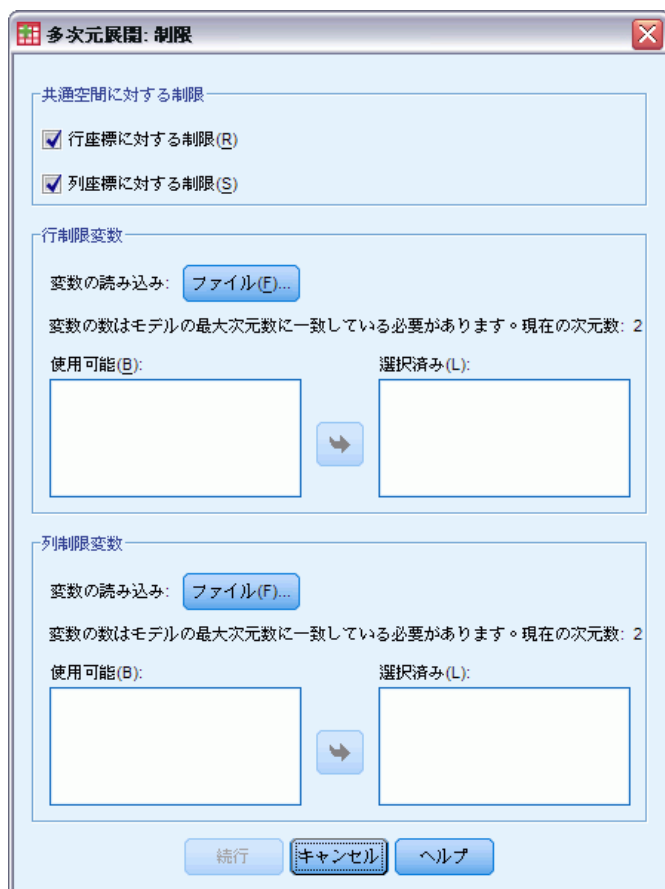 多次元展開: 制限
共通空間に対する制限
行座標に対する制限(R)
列座標に対する制限(S)
行制限変数
変数の読み込み: ファイル(F)...
変数の数はモデルの最大次元数に一致している必要があります。現在の次元数: 2
使用可能(B): 選択済み(L):
列制限変数
変数の読み込み: ファイル(F)...
変数の数はモデルの最大次元数に一致している必要があります。現在の次元数: 2
使用可能(B): 選択済み(L):
続行 キャンセル ヘルプ